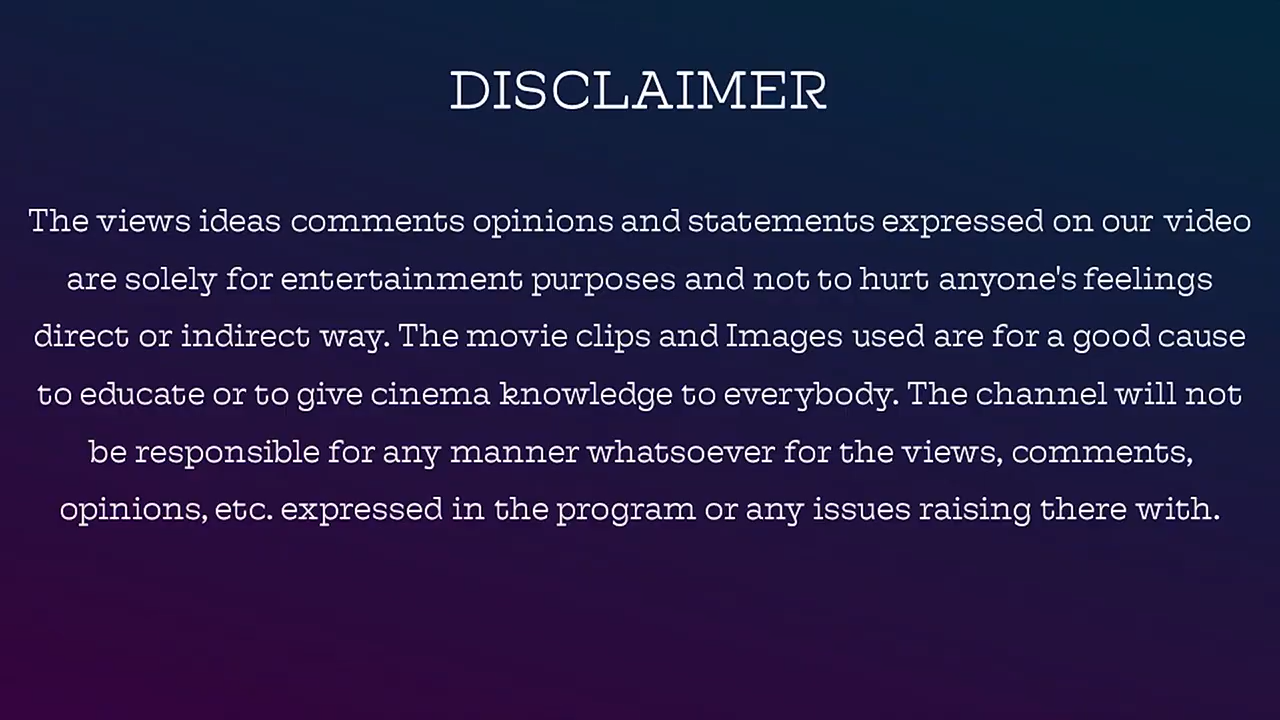 DISCLAIMER
The views ideas comments opinions and statements expressed on our video
are solely for entertainment purposes and not to hurt anyone's feelings
direct or indirect way. The movie clips and Images used are for a good cause
to educate or to give cinema knowledge to everybody. The channel will not
be responsible for any manner whatsoever for the views, comments,
opinions, etc. expressed in the program or any issues raising there with.